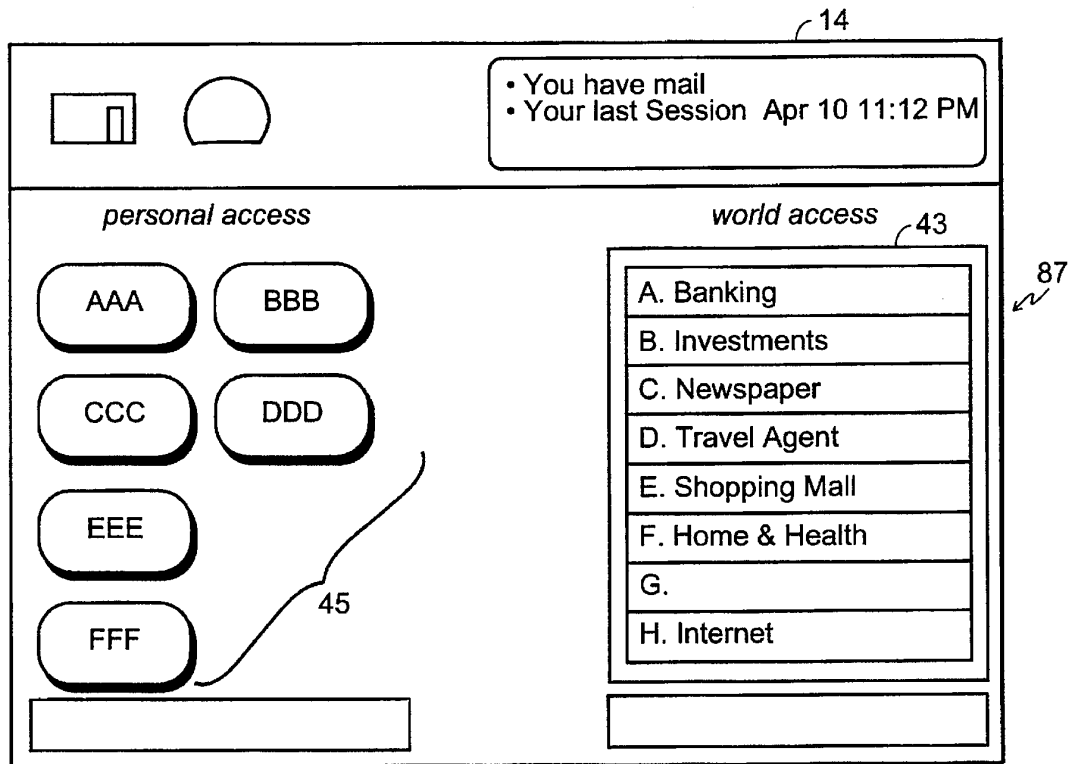 14
• You have mail
• Your last Session Apr 10 11:12 PM
personal access
world access
43
87
AAA BBB
CCC DDD
EEE
FFF
45
A. Banking
B. Investments
C. Newspaper
D. Travel Agent
E. Shopping Mall
F. Home & Health
G.
H. Internet